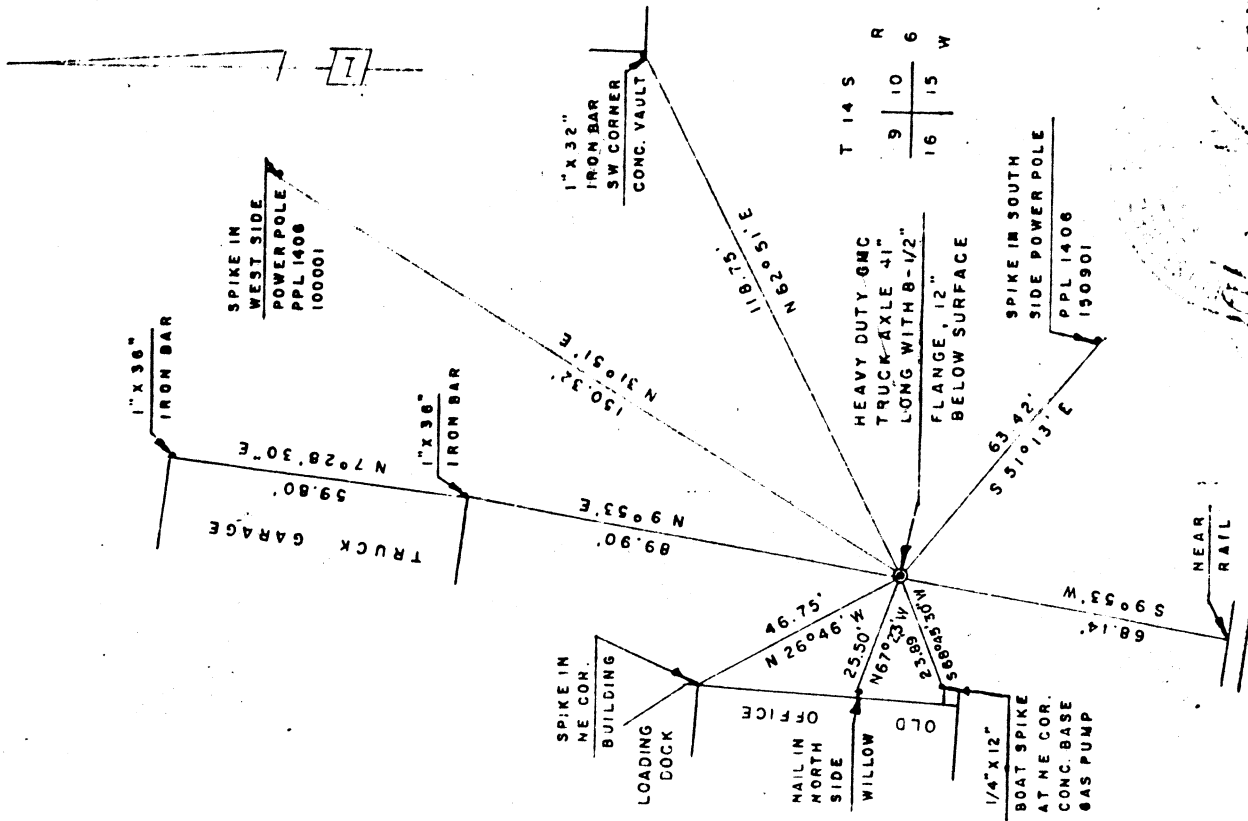 1" X 36"
IRON BAR
SPIKE IN
WEST SIDE
POWER POLE
PPL 1406
100001
1" X 32"
IRON BAR
SW CORNER
CONC. VAULT
TRUCK GARAGE
59.80'
N 7°28'30"E
1" X 36"
IRON BAR
89.90'
N 9°53'E
150.32'
N 31°51'E
118.75'
N 62°51'E
T 14 S
R
6
W
9 10
16 15
HEAVY DUTY GMC
TRUCK AXLE 41"
LONG WITH 8-1/2"
FLANGE, 12"
BELOW SURFACE
SPIKE IN SOUTH
SIDE POWER POLE
PPL 1406
150901
63.42'
S 51°13' E
SPIKE IN
NE COR.
BUILDING
LOADING
DOCK
46.75'
N 26°46'
W
25.50'
N67°23'W
23.89
S68°45'30"W
OFFICE
OLD
NAIL IN
NORTH
SIDE
WILLOW
1/4" X 12"
BOAT SPIKE
AT NE COR.
CONC. BASE
GAS PUMP
68.14'
S 9°53'W
NEAR
RAIL